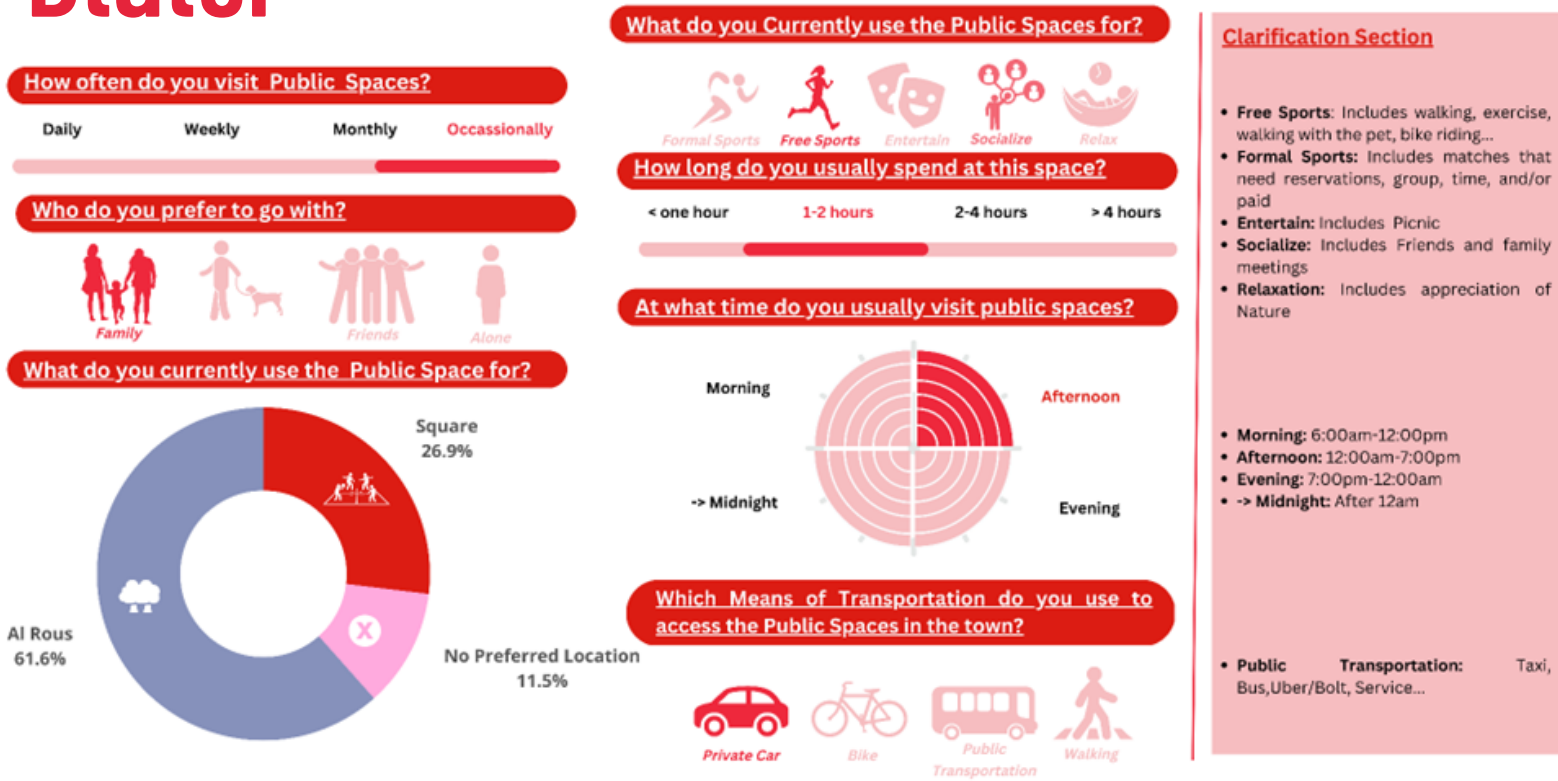 How often do you visit Public Spaces?
Daily
Weekly
Monthly
Occassionally
Who do you prefer to go with?
Family
Friends
Alone
What do you currently use the Public Space for?
Square
26.9%
X
Al Rous
61.6%
No Preferred Location
11.5%
What do you Currently use the Public Spaces for?
Formal Sports
Free Sports
Entertain
Socialize
Relax
How long do you usually spend at this space?
< one hour
1-2 hours
2-4 hours
> 4 hours
At what time do you usually visit public spaces?
Morning
Afternoon
-> Midnight
Evening
Which Means of Transportation do you use to
access the Public Spaces in the town?
Private Car
Bike
Public
Transportation
Walking
Clarification Section
• Free Sports: Includes walking, exercise,
walking with the pet, bike riding...
• Formal Sports: Includes matches that
need reservations, group, time, and/or
paid
• Entertain: Includes Picnic
• Socialize: Includes Friends and family
meetings
• Relaxation: Includes appreciation of
Nature
• Morning: 6:00am-12:00pm
• Afternoon: 12:00am-7:00pm
• Evening: 7:00pm-12:00am
• -> Midnight: After 12am
• Public Transportation: Taxi,
Bus,Uber/Bolt, Service...